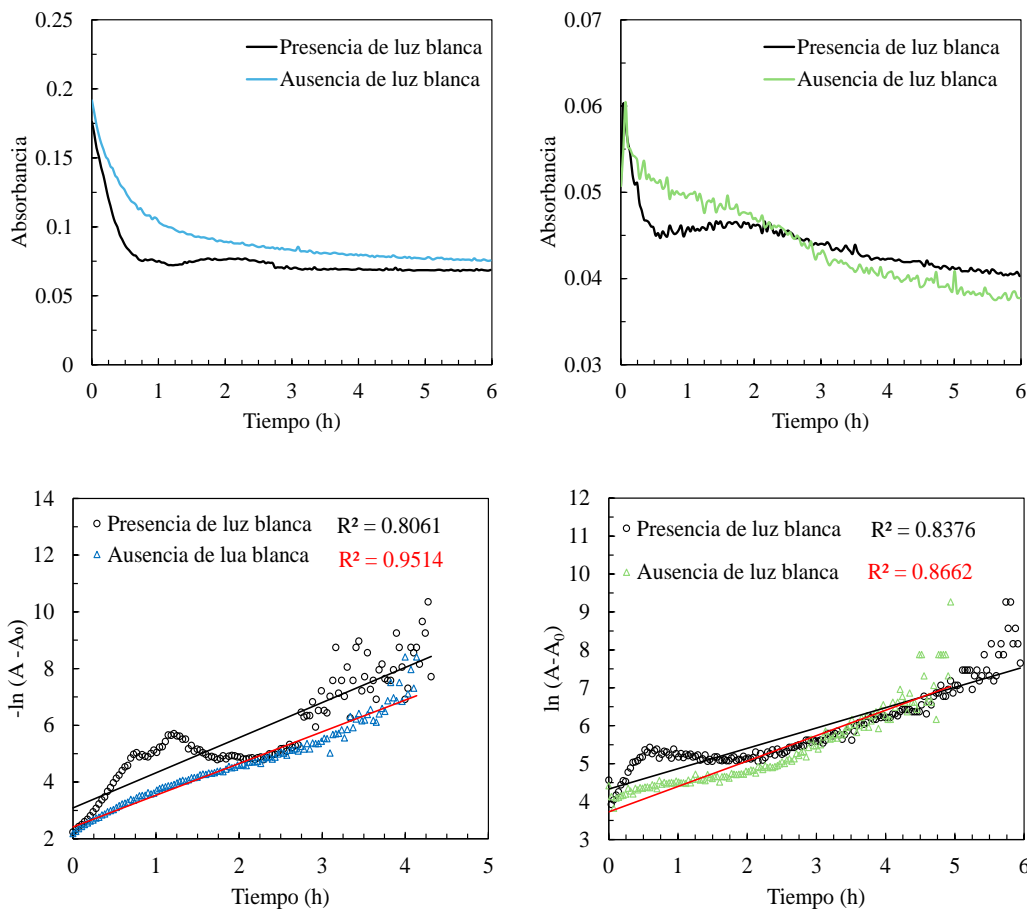 0.25
0.2
0.15
0.1
0.05
0
Absorbancia
Presencia de luz blanca
Ausencia de luz blanca
0 1 2 3 4 5 6
Tiempo (h)
0.07
0.06
0.05
0.04
0.03
Absorbancia
Presencia de luz blanca
Ausencia de luz blanca
0 1 2 3 4 5 6
Tiempo (h)
14
12
10
8
6
4
2
-ln (A -A₀)
Presencia de luz blanca
R² = 0.8061
Ausencia de lua blanca
R² = 0.9514
0 1 2 3 4 5
Tiempo (h)
12
11
10
9
8
7
6
5
4
3
ln (A-A₀)
Presencia de luz blanca
R² = 0.8376
Ausencia de luz blanca
R² = 0.8662
0 1 2 3 4 5 6
Tiempo (h)